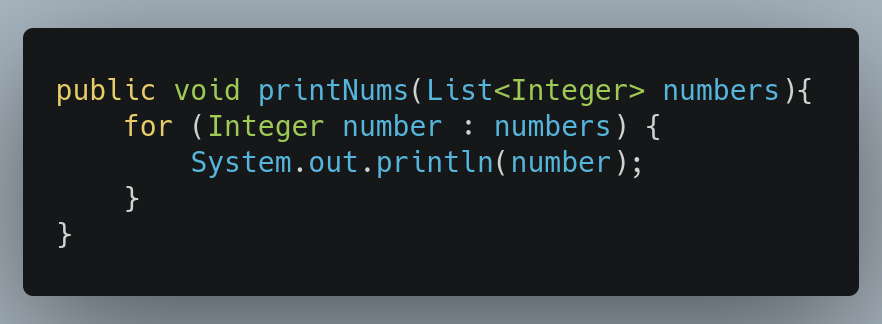 public void printNums(List<Integer> numbers){
    for (Integer number : numbers) {
        System.out.println(number);
    }
}